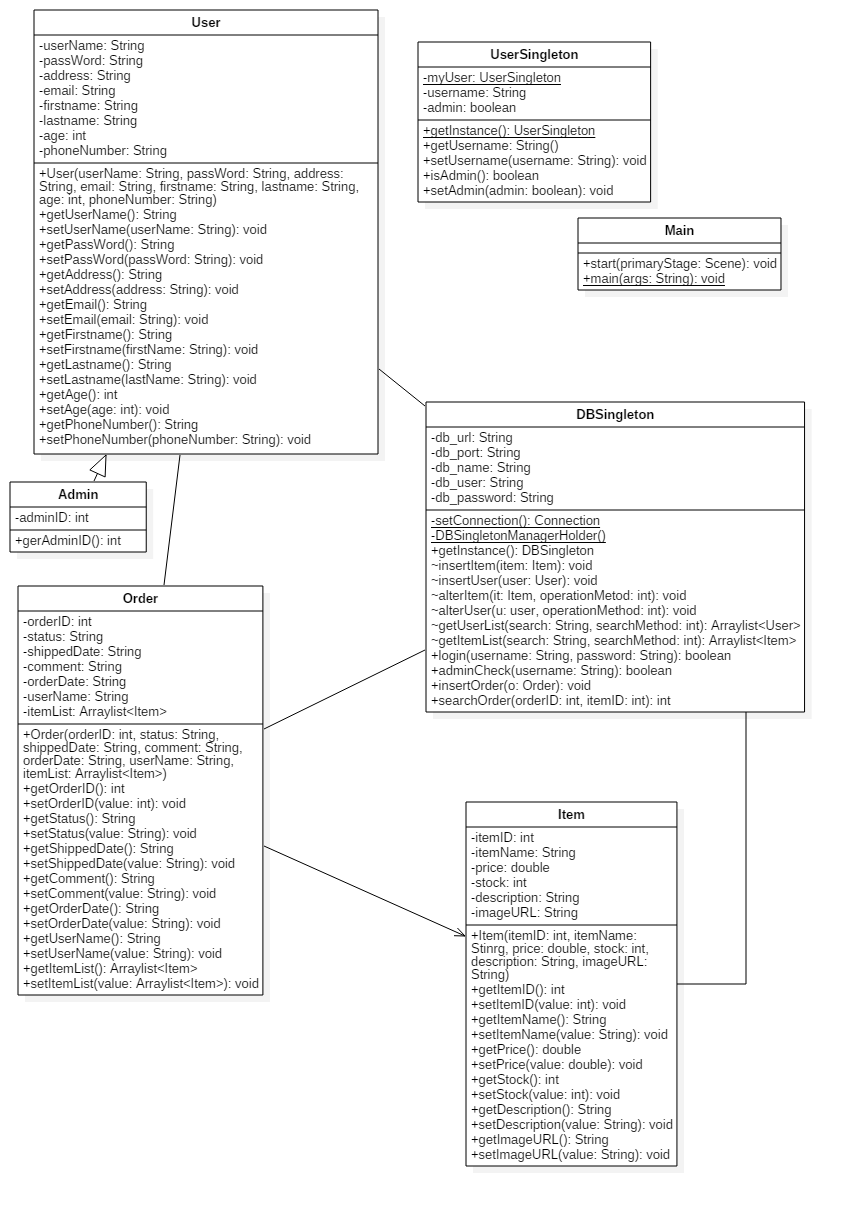 User
-userName: String
-passWord: String
-address: String
-email: String
-firstname: String
-lastname: String
-age: int
-phoneNumber: String
+User(userName: String, passWord: String, address:
String, email: String, firstname: String, lastname: String,
age: int, phoneNumber: String)
+getUserName(): String
+setUserName(userName: String): void
+getPassWord(): String
+setPassWord(passWord: String): void
+getAddress(): String
+setAddress(address: String): void
+getEmail(): String
+setEmail(email: String): void
+getFirstname(): String
+setFirstname(firstName: String): void
+getLastname(): String
+setLastname(lastName: String): void
+getAge(): int
+setAge(age: int): void
+getPhoneNumber(): String
+setPhoneNumber(phoneNumber: String): void
UserSingleton
-myUser: UserSingleton
-username: String
-admin: boolean
+getInstance(): UserSingleton
+getUsername: String()
+setUsername(username: String): void
+isAdmin(): boolean
+setAdmin(admin: boolean): void
Main
+start(primaryStage: Scene): void
+main(args: String): void
DBSingleton
-db_url: String
-db_port: String
-db_name: String
-db_user: String
-db_password: String
-setConnection(): Connection
-DBSingletonManagerHolder()
+getInstance(): DBSingleton
~insertItem(item: Item): void
~insertUser(user: User): void
~alterItem(it: Item, operationMetod: int): void
~alterUser(u: user, operationMethod: int): void
~getUserList(search: String, searchMethod: int): Arraylist<User>
~getItemList(search: String, searchMethod: int): Arraylist<Item>
+login(username: String, password: String): boolean
+adminCheck(username: String): boolean
+insertOrder(o: Order): void
+searchOrder(orderID: int, itemID: int): int
Admin
-adminID: int
+gerAdminID(): int
Order
-orderID: int
-status: String
-shippedDate: String
-comment: String
-orderDate: String
-userName: String
-itemList: Arraylist<Item>
+Order(orderID: int, status: String,
shippedDate: String, comment: String,
orderDate: String, userName: String,
itemList: Arraylist<Item>)
+getOrderID(): int
+setOrderID(value: int): void
+getStatus(): String
+setStatus(value: String): void
+getShippedDate(): String
+setShippedDate(value: String): void
+getComment(): String
+setComment(value: String): void
+getOrderDate(): String
+setOrderDate(value: String): void
+getUserName(): String
+setUserName(value: String): void
+getItemList(): Arraylist<Item>
+setItemList(value: Arraylist<Item>): void
Item
-itemID: int
-itemName: String
-price: double
-stock: int
-description: String
-imageURL: String
+Item(itemID: int, itemName:
Stinrg, price: double, stock: int,
description: String, imageURL:
String)
+getItemID(): int
+setItemID(value: int): void
+getItemName(): String
+setItemName(value: String): void
+getPrice(): double
+setPrice(value: double): void
+getStock(): int
+setStock(value: int): void
+getDescription(): String
+setDescription(value: String): void
+getImageURL(): String
+setImageURL(value: String): void